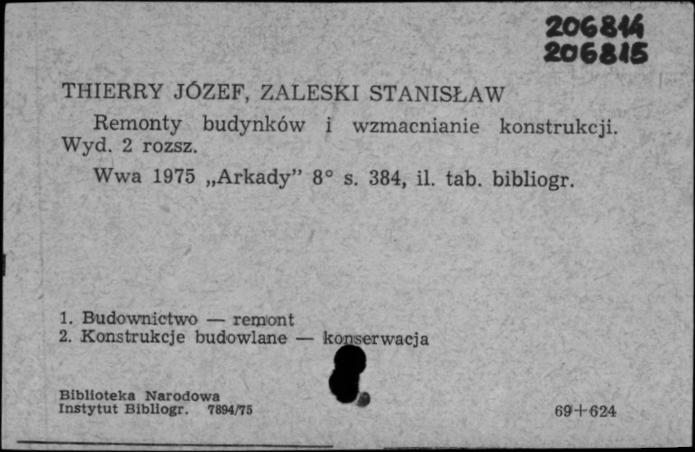 206814
206815
THIERRY JÓZEF, ZALESKI STANISŁAW
Remonty budynków i wzmacnianie konstrukcji.
Wyd. 2 rozsz.
Wwa 1975 „Arkady” 8° s. 384, il. tab. bibliogr.
1. Budownictwo — remont
2. Konstrukcje budowlane — konserwacja
Biblioteka Narodowa
Instytut Bibliogr. 7894/75
69+624